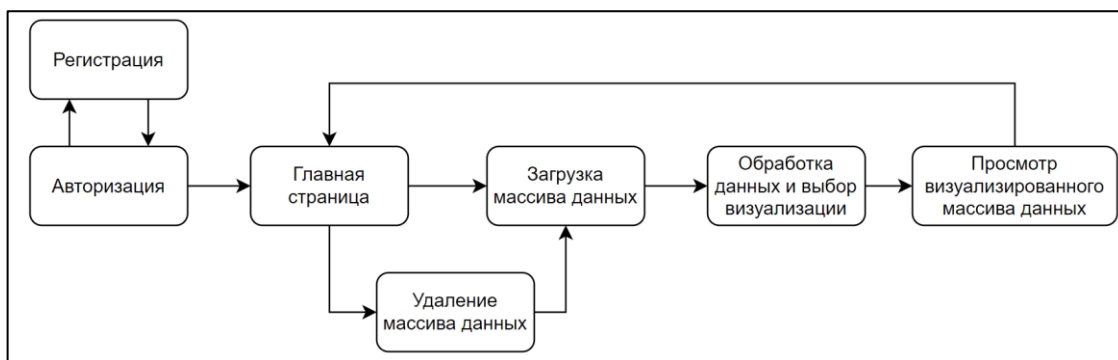 Регистрация
Авторизация
Главная
страница
Загрузка
массива данных
Обработка
данных и выбор
визуализации
Просмотр
визуализированного
массива данных
Удаление
массива данных